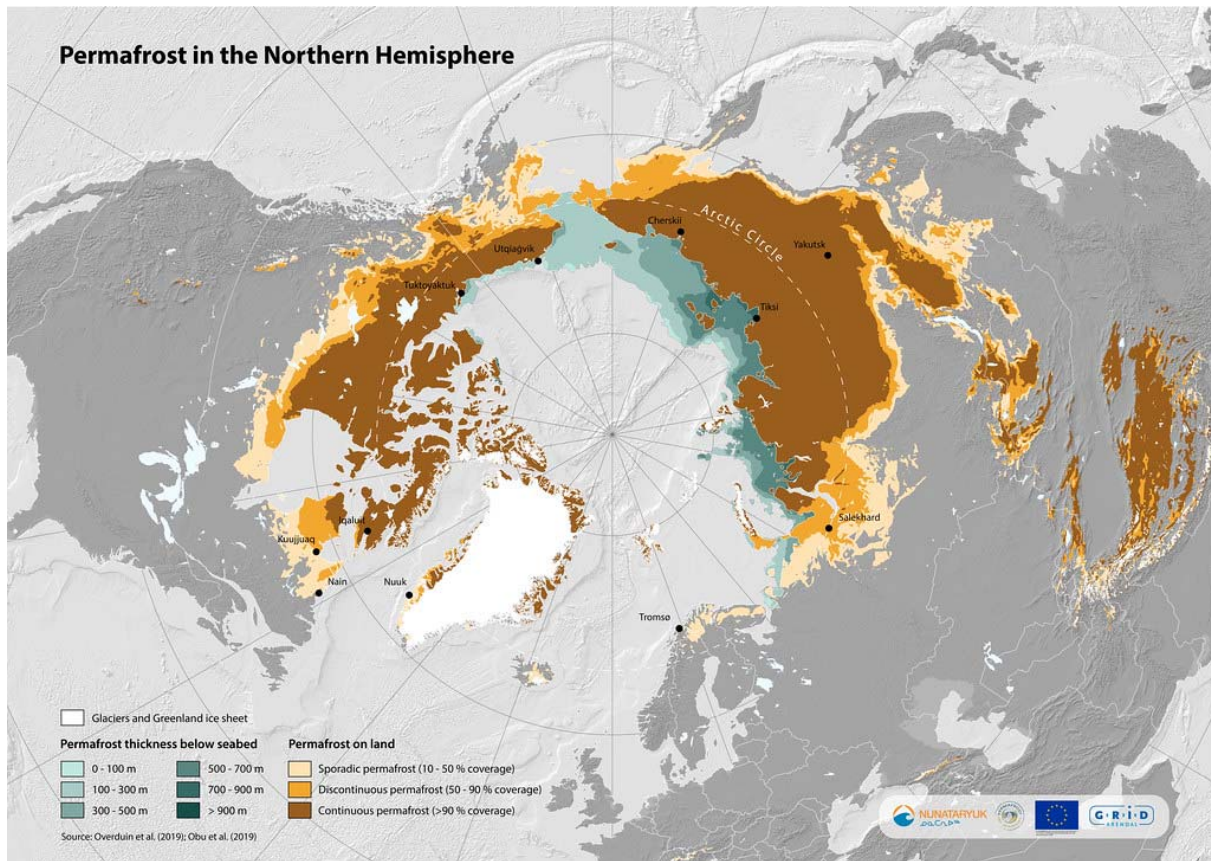 Permafrost in the Northern Hemisphere
Arctic Circle
Cherskii
Yakutsk
Utqiaġvik
Tuktoyaktuk
Tiksi
Iqaluit
Salekhard
Kuujjuaq
Nain
Nuuk
Tromsø
Glaciers and Greenland ice sheet
Permafrost thickness below seabed
0 - 100 m
100 - 300 m
300 - 500 m
500 - 700 m
700 - 900 m
> 900 m
Permafrost on land
Sporadic permafrost (10 - 50 % coverage)
Discontinuous permafrost (50 - 90 % coverage)
Continuous permafrost (>90 % coverage)
Source: Overduin et al. (2019); Obu et al. (2019)
NUNATARYUK
GRID
ARENDAL